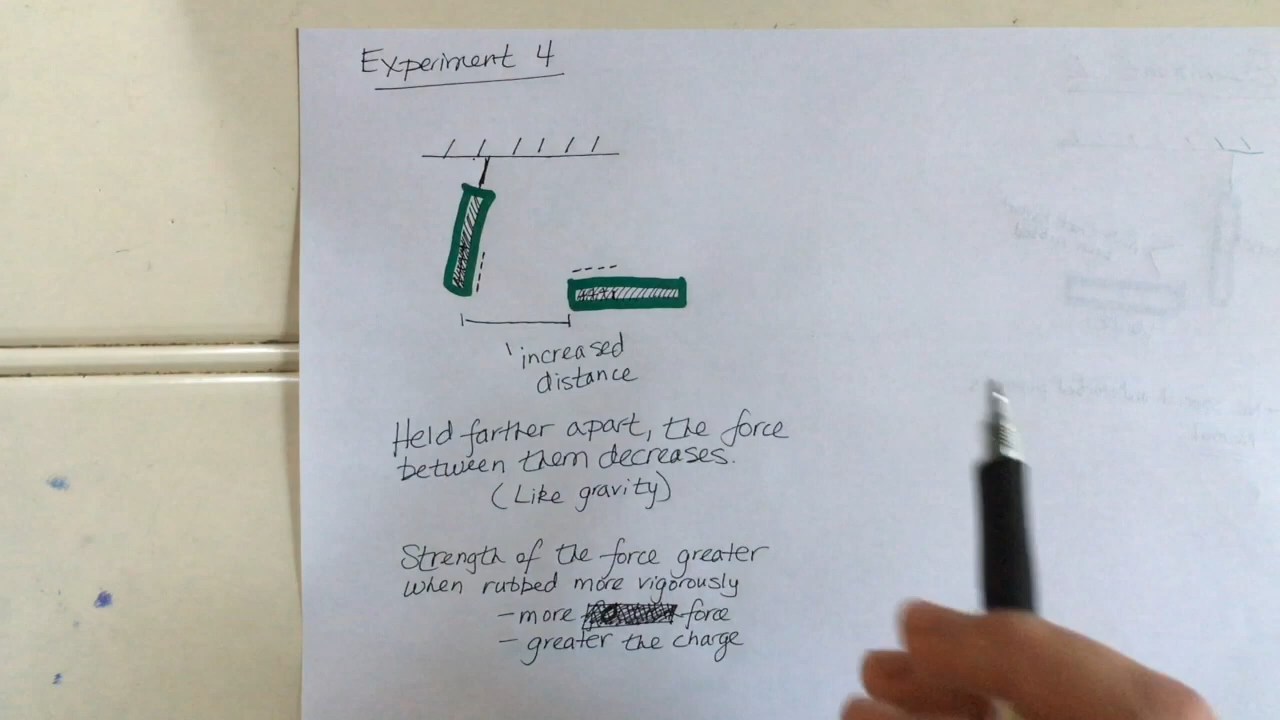 Experiment 4
increased
distance
Held farther apart, the force
between them decreases.
(Like gravity)
Strength of the force greater
when rubbed more vigorously
- more force
- greater the charge